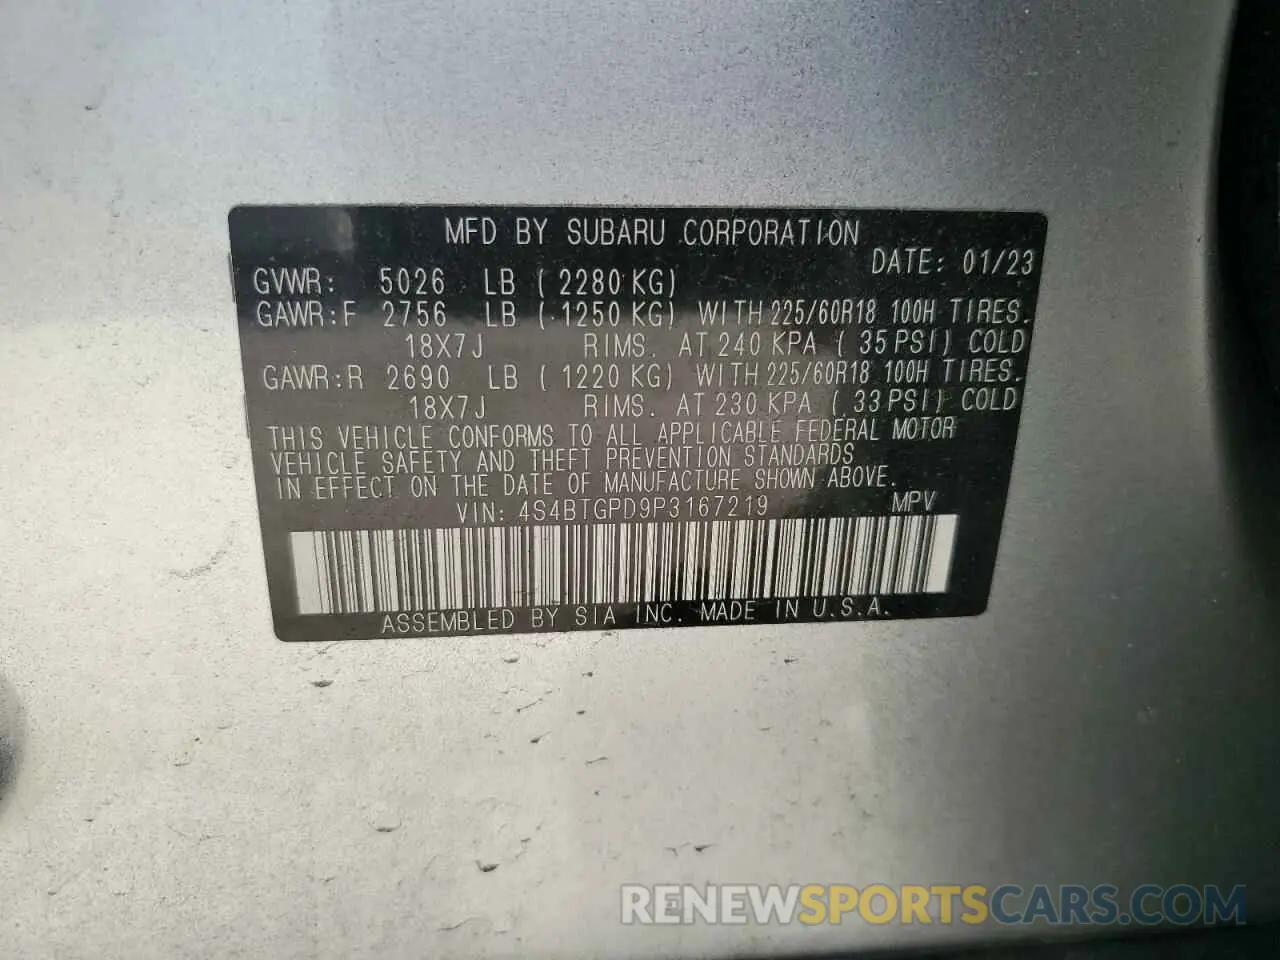 MFD BY SUBARU CORPORATION
DATE: 01/23
GVWR: 5026 LB (2280 KG)
GAWR:F 2756 LB (1250 KG) WITH 225/60R18 100H TIRES.
18X7J RIMS. AT 240 KPA (35 PSI) COLD
GAWR:R 2690 LB (1220 KG) WITH 225/60R18 100H TIRES.
18X7J RIMS. AT 230 KPA (33 PSI) COLD
THIS VEHICLE CONFORMS TO ALL APPLICABLE FEDERAL MOTOR
VEHICLE SAFETY AND THEFT PREVENTION STANDARDS
IN EFFECT ON THE DATE OF MANUFACTURE SHOWN ABOVE.
VIN: 4S4BTGPD9P3167219 MPV
ASSEMBLED BY SIA INC. MADE IN U.S.A.
RENEWSPORTSCARS.COM